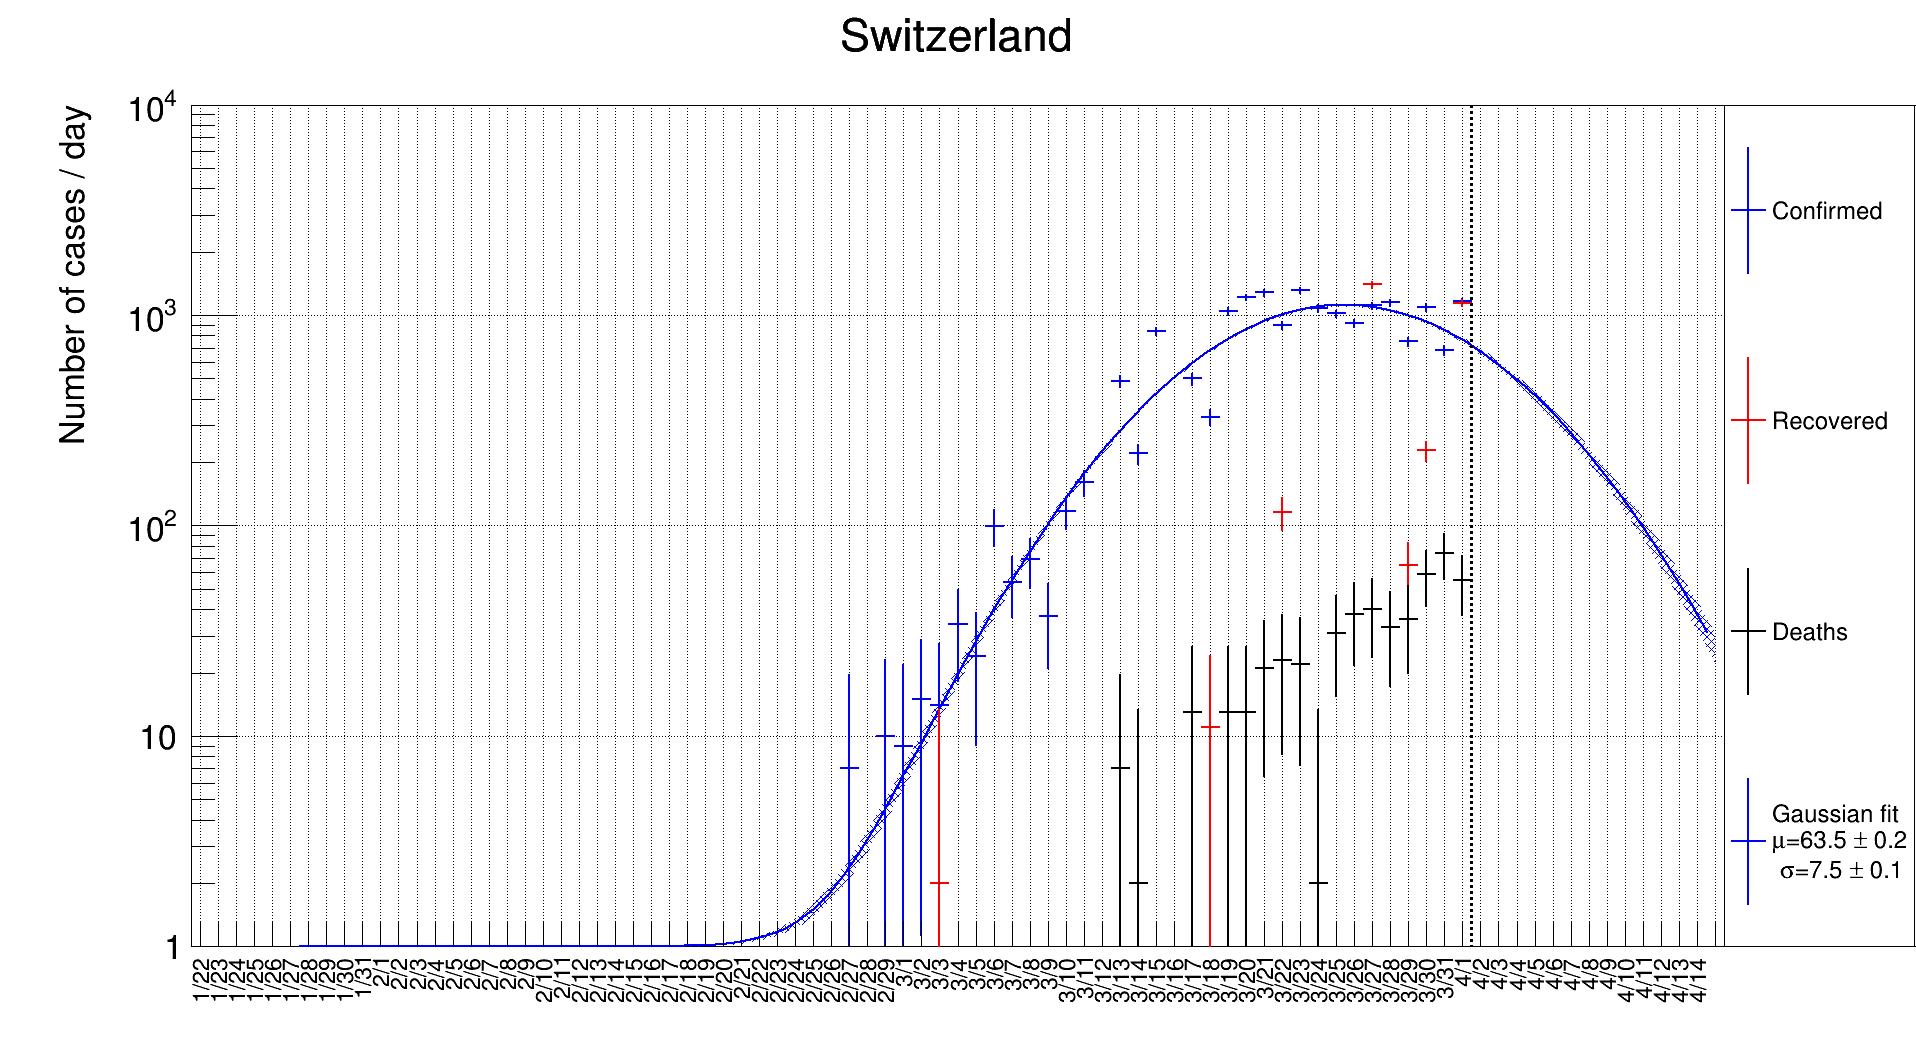 Switzerland
Number of cases / day
10⁴
10³
10²
10
1
1/22 1/23 1/24 1/25 1/26 1/27 1/28 1/29 1/30 1/31 2/1 2/2 2/3 2/4 2/5 2/6 2/7 2/8 2/9 2/10 2/11 2/12 2/13 2/14 2/15 2/16 2/17 2/18 2/19 2/20 2/21 2/22 2/23 2/24 2/25 2/26 2/27 2/28 2/29 3/1 3/2 3/3 3/4 3/5 3/6 3/7 3/8 3/9 3/10 3/11 3/12 3/13 3/14 3/15 3/16 3/17 3/18 3/19 3/20 3/21 3/22 3/23 3/24 3/25 3/26 3/27 3/28 3/29 3/30 3/31 4/1 4/2 4/3 4/4 4/5 4/6 4/7 4/8 4/9 4/10 4/11 4/12 4/13 4/14
Confirmed
Recovered
Deaths
Gaussian fit
μ=63.5 ± 0.2
σ=7.5 ± 0.1